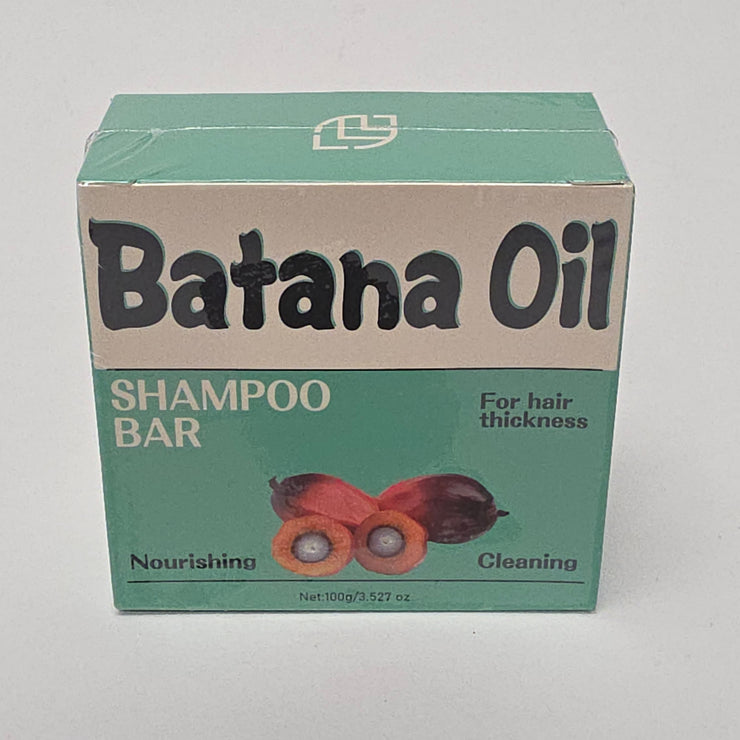 Batana Oil
SHAMPOO
BAR
For hair
thickness
Nourishing
Cleaning
Net:100g/3.527 oz